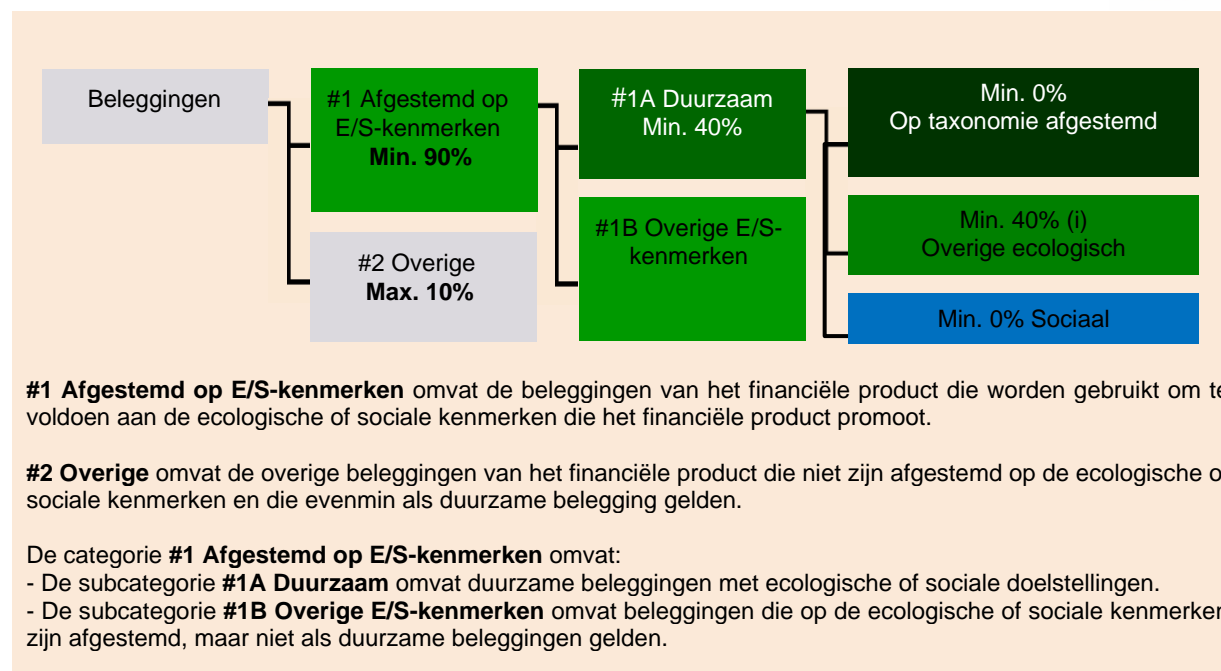 Beleggingen
#1 Afgestemd op
E/S-kenmerken
Min. 90%
#2 Overige
Max. 10%
#1A Duurzaam
Min. 40%
#1B Overige E/S-
kenmerken
Min. 0%
Op taxonomie afgestemd
Min. 40% (i)
Overige ecologisch
Min. 0% Sociaal
#1 Afgestemd op E/S-kenmerken omvat de beleggingen van het financiële product die worden gebruikt om te
voldoen aan de ecologische of sociale kenmerken die het financiële product promoot.
#2 Overige omvat de overige beleggingen van het financiële product die niet zijn afgestemd op de ecologische o
sociale kenmerken en die evenmin als duurzame belegging gelden.
De categorie #1 Afgestemd op E/S-kenmerken omvat:
- De subcategorie #1A Duurzaam omvat duurzame beleggingen met ecologische of sociale doelstellingen.
- De subcategorie #1B Overige E/S-kenmerken omvat beleggingen die op de ecologische of sociale kenmerken
zijn afgestemd, maar niet als duurzame beleggingen gelden.